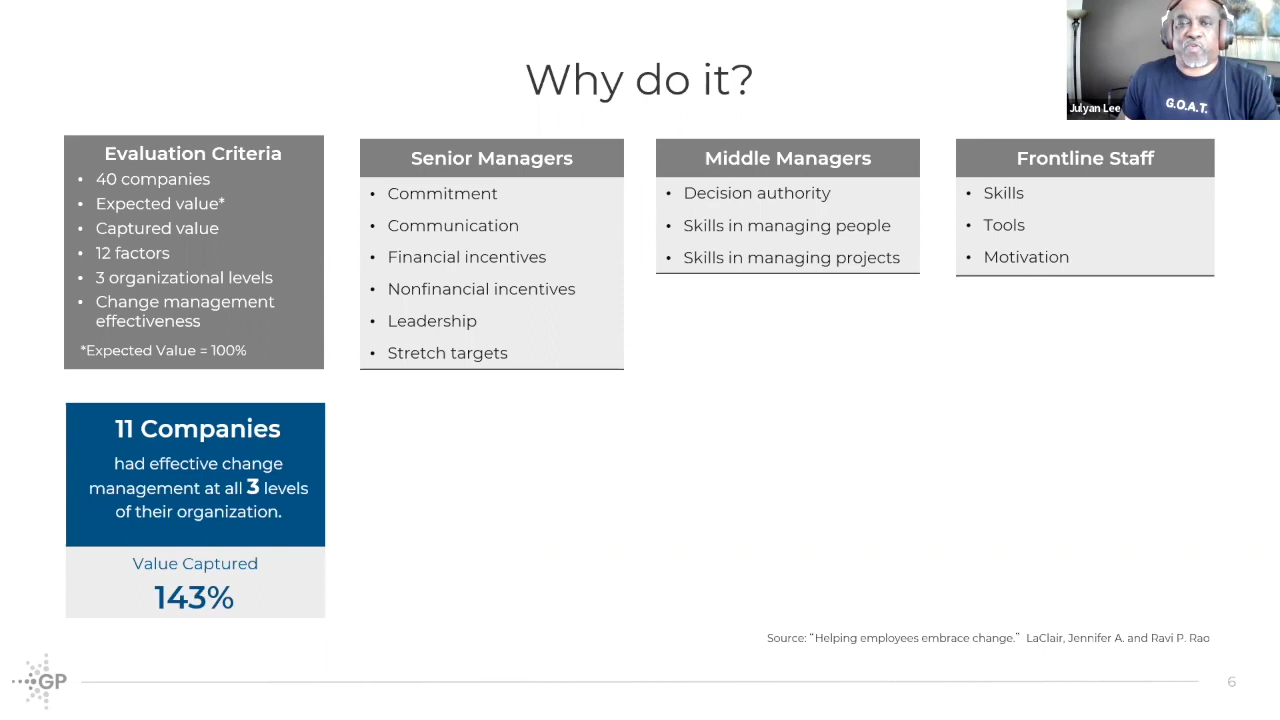 Why do it?
Julyan Lee
G.O.A.T.
Evaluation Criteria
• 40 companies
• Expected value*
• Captured value
• 12 factors
• 3 organizational levels
• Change management
effectiveness
*Expected Value = 100%
Senior Managers
• Commitment
• Communication
• Financial incentives
• Nonfinancial incentives
• Leadership
• Stretch targets
Middle Managers
• Decision authority
• Skills in managing people
• Skills in managing projects
Frontline Staff
• Skills
• Tools
• Motivation
11 Companies
had effective change
management at all 3 levels
of their organization.
Value Captured
143%
Source: “Helping employees embrace change.” LaClair, Jennifer A. and Ravi P. Rao
GP
6